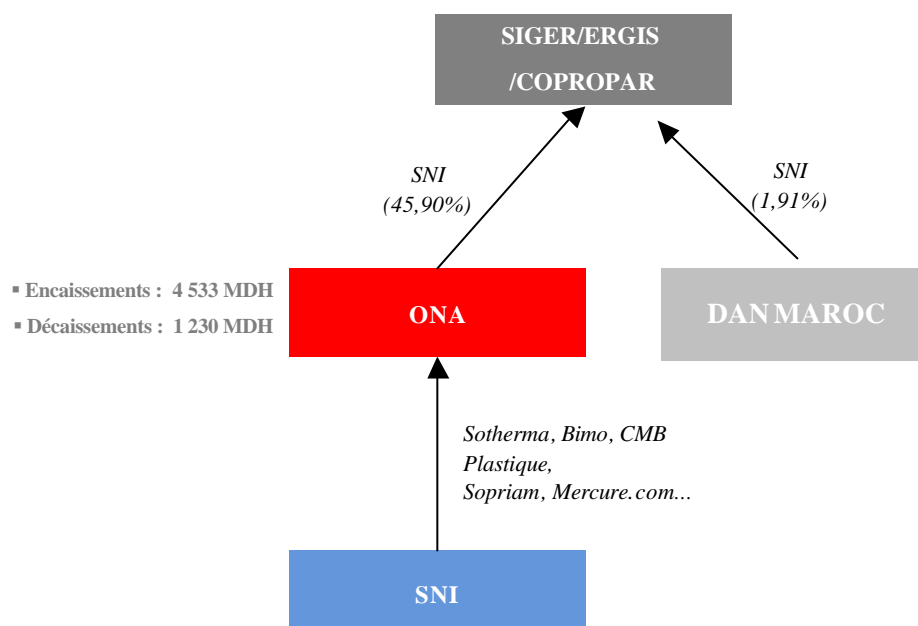 SIGER/ERGIS
/COPROPAR
SNI
(45,90%)
SNI
(1,91%)
▪ Encaissements : 4 533 MDH
▪ Décaissements : 1 230 MDH
ONA
DAN MAROC
Sotherma, Bimo, CMB
Plastique,
Sopriam, Mercure.com...
SNI